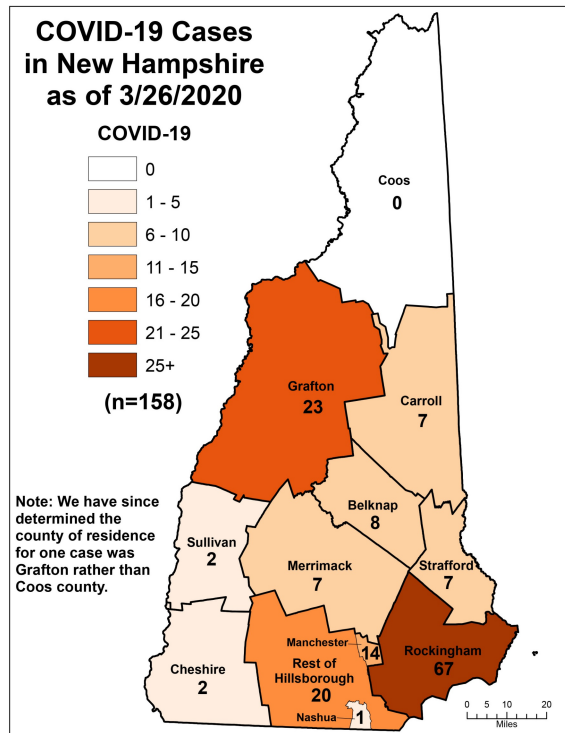 COVID-19 Cases
in New Hampshire
as of 3/26/2020
COVID-19
0
1 - 5
6 - 10
11 - 15
16 - 20
21 - 25
25+
(n=158)
Note: We have since
determined the
county of residence
for one case was
Grafton rather than
Coos county.
Coos
0
Grafton
23
Carroll
7
Belknap
8
Sullivan
2
Merrimack
7
Strafford
7
Manchester
14
Rockingham
67
Cheshire
2
Rest of
Hillsborough
20
Nashua
1
0 5 10 20
Miles